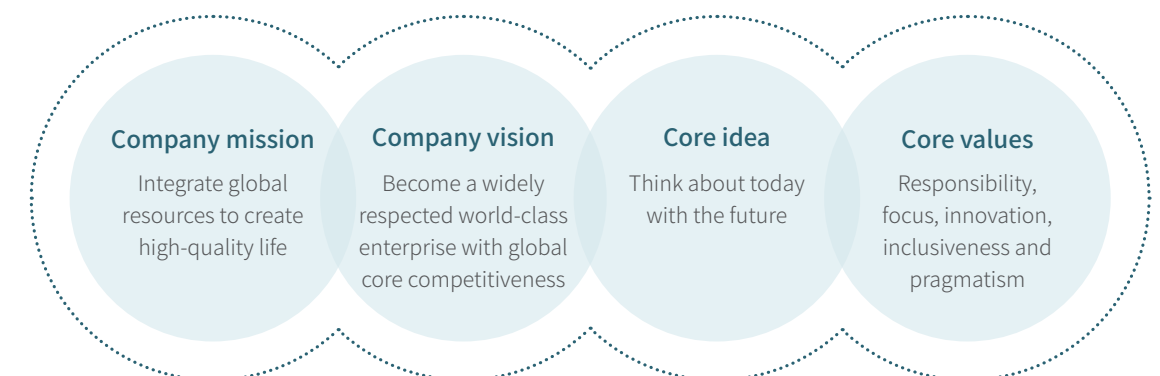 Company mission
Integrate global
resources to create
high-quality life
Company vision
Become a widely
respected world-class
enterprise with global
core competitiveness
Core idea
Think about today
with the future
Core values
Responsibility,
focus, innovation,
inclusiveness and
pragmatism